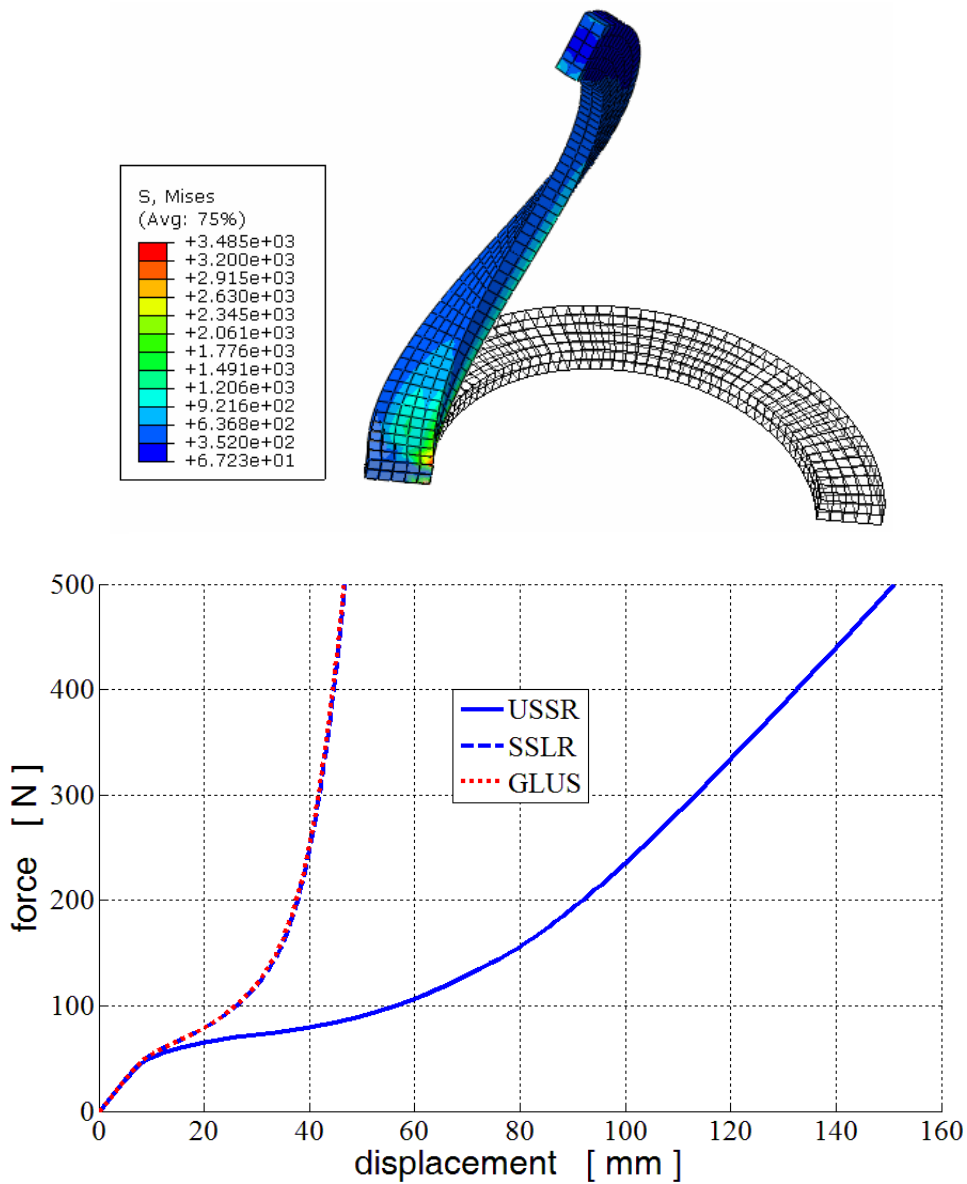 S, Mises
(Avg: 75%)
+3.485e+03
+3.200e+03
+2.915e+03
+2.630e+03
+2.345e+03
+2.061e+03
+1.776e+03
+1.491e+03
+1.206e+03
+9.216e+02
+6.368e+02
+3.520e+02
+6.723e+01
500
400
300
200
100
0
force [ N ]
USSR
SSLR
GLUS
0 20 40 60 80 100 120 140 160
displacement [ mm ]